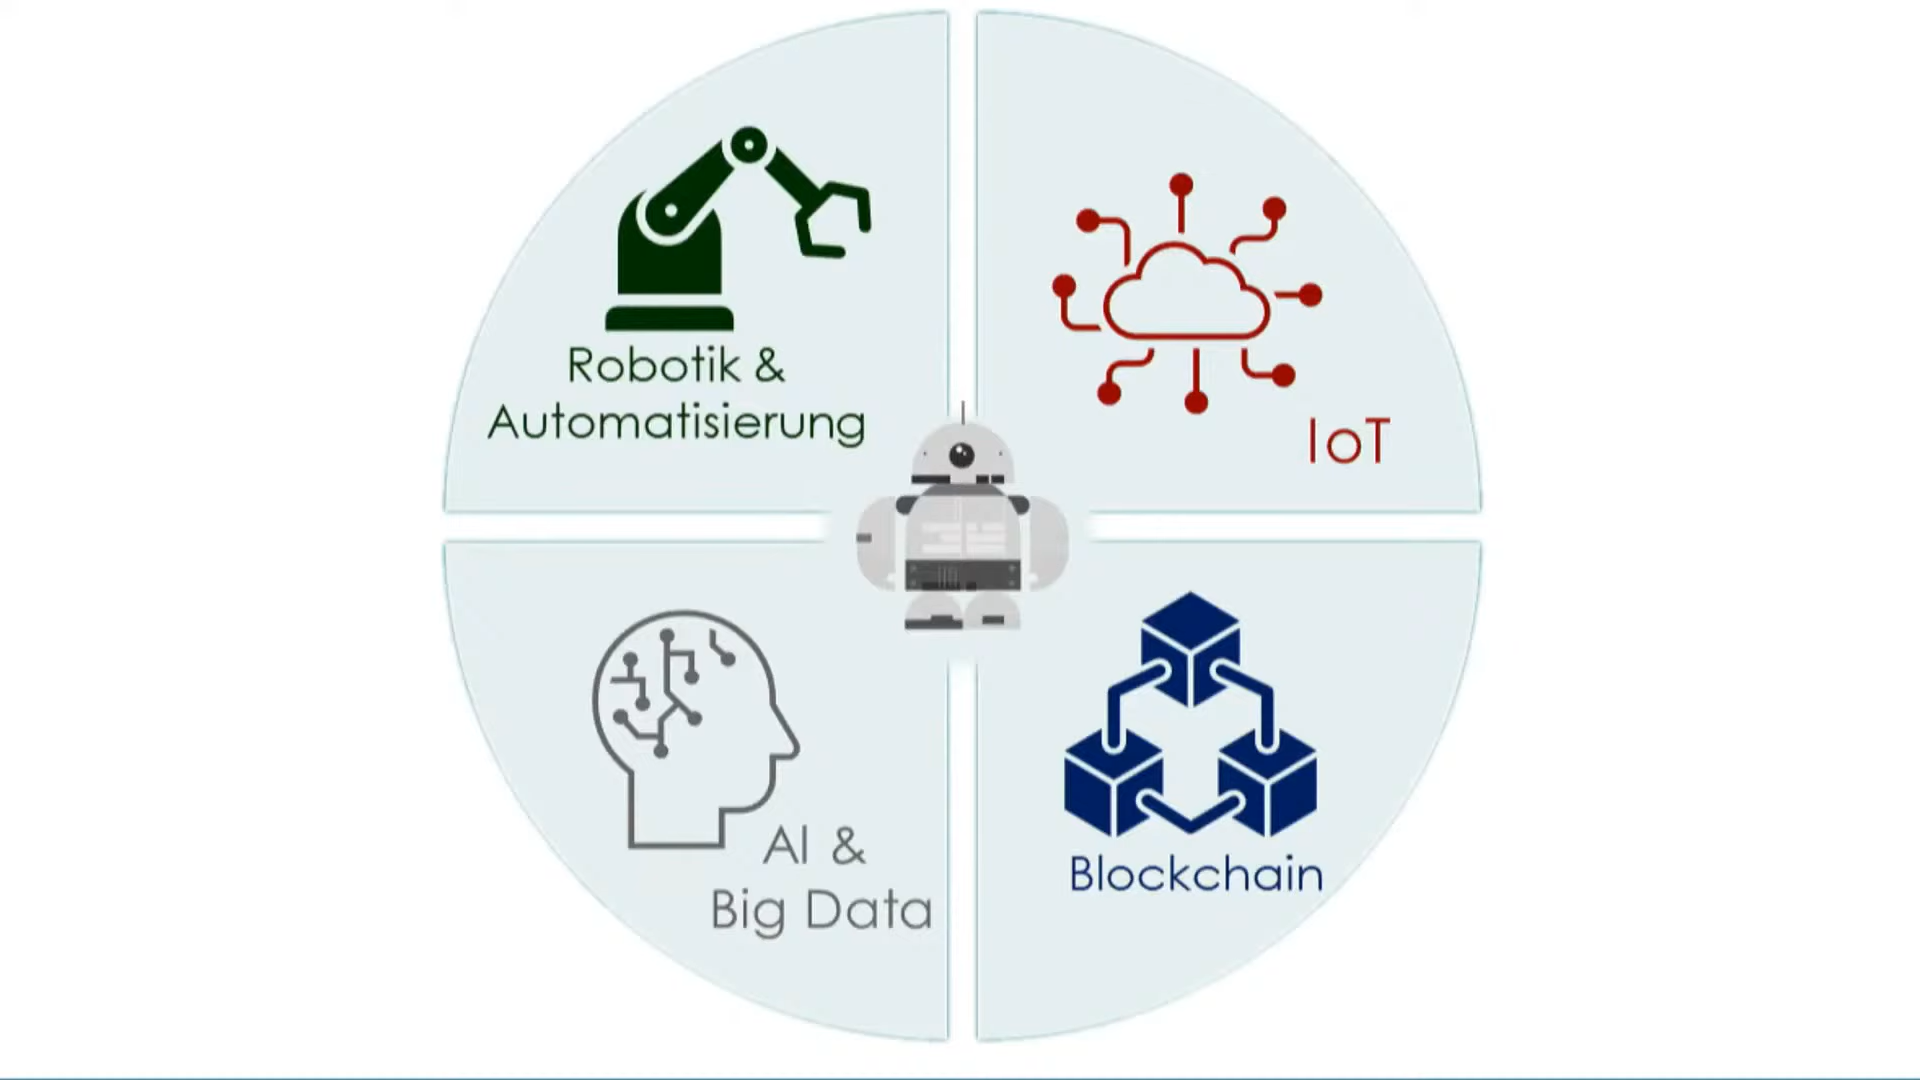 Robotik &
Automatisierung
IoT
AI &
Big Data
Blockchain